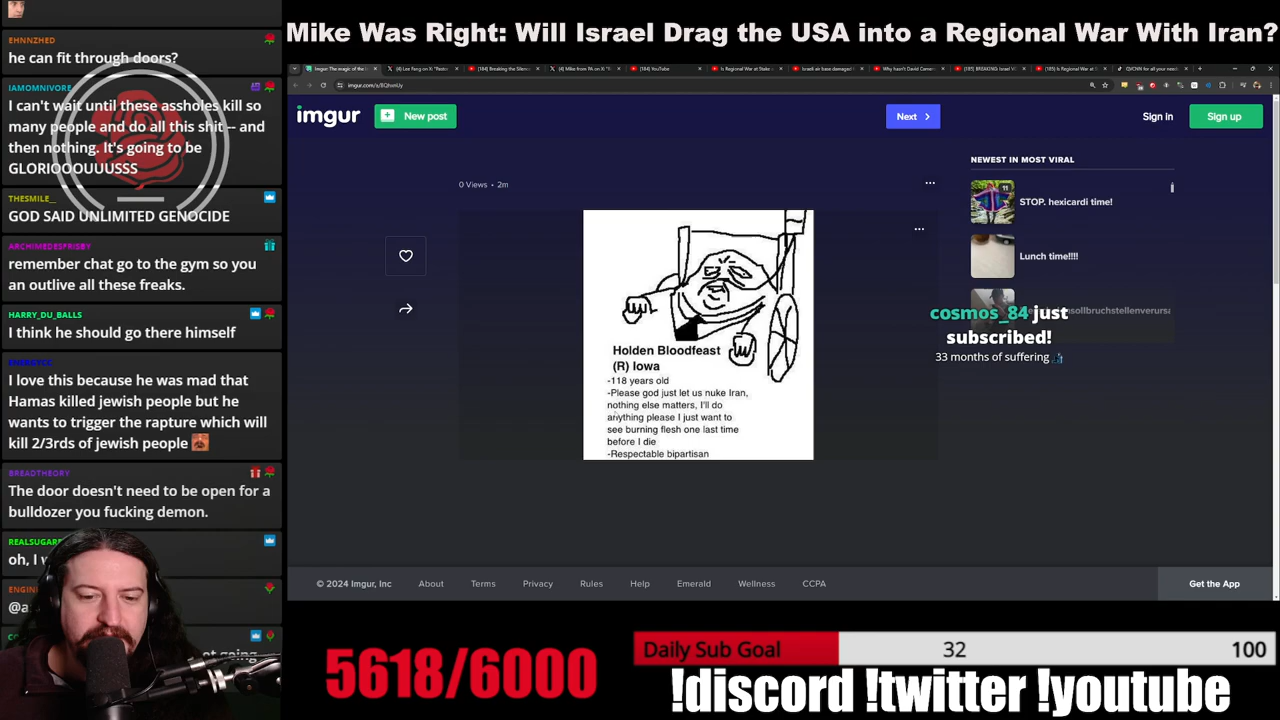 Mike Was Right: Will Israel Drag the USA into a Regional War With Iran?
EHNNZHED
he can fit through doors?
IAMOMNIVORE
I can't wait until these assholes kill so
many people and do all this shit -- and
then nothing. It's going to be
GLORIOOOUUUSSS
THESMILE__
GOD SAID UNLIMITED GENOCIDE
ARCHIMEDESFRISBY
remember chat go to the gym so you
an outlive all these freaks.
HARRY_DU_BALLS
I think he should go there himself
ENERGYCC
I love this because he was mad that
Hamas killed jewish people but he
wants to trigger the rapture which will
kill 2/3rds of jewish people
BREADTHEORY
The door doesn't need to be open for a
bulldozer you fucking demon.
REALSUGAR
oh, I
ENGIN
imgur
New post
Next
Sign in
Sign up
0 Views • 2m
NEWEST IN MOST VIRAL
11
STOP. hexicardi time!
Lunch time!!!!
cosmos_84 just
subscribed!
33 months of suffering
Holden Bloodfeast
(R) Iowa
-118 years old
-Please god just let us nuke Iran,
nothing else matters, I'll do
anything please I just want to
see burning flesh one last time
before I die
-Respectable bipartisan
© 2024 Imgur, Inc
About
Terms
Privacy
Rules
Help
Emerald
Wellness
CCPA
Get the App
5618/6000
Daily Sub Goal
32
100
!discord !twitter !youtube